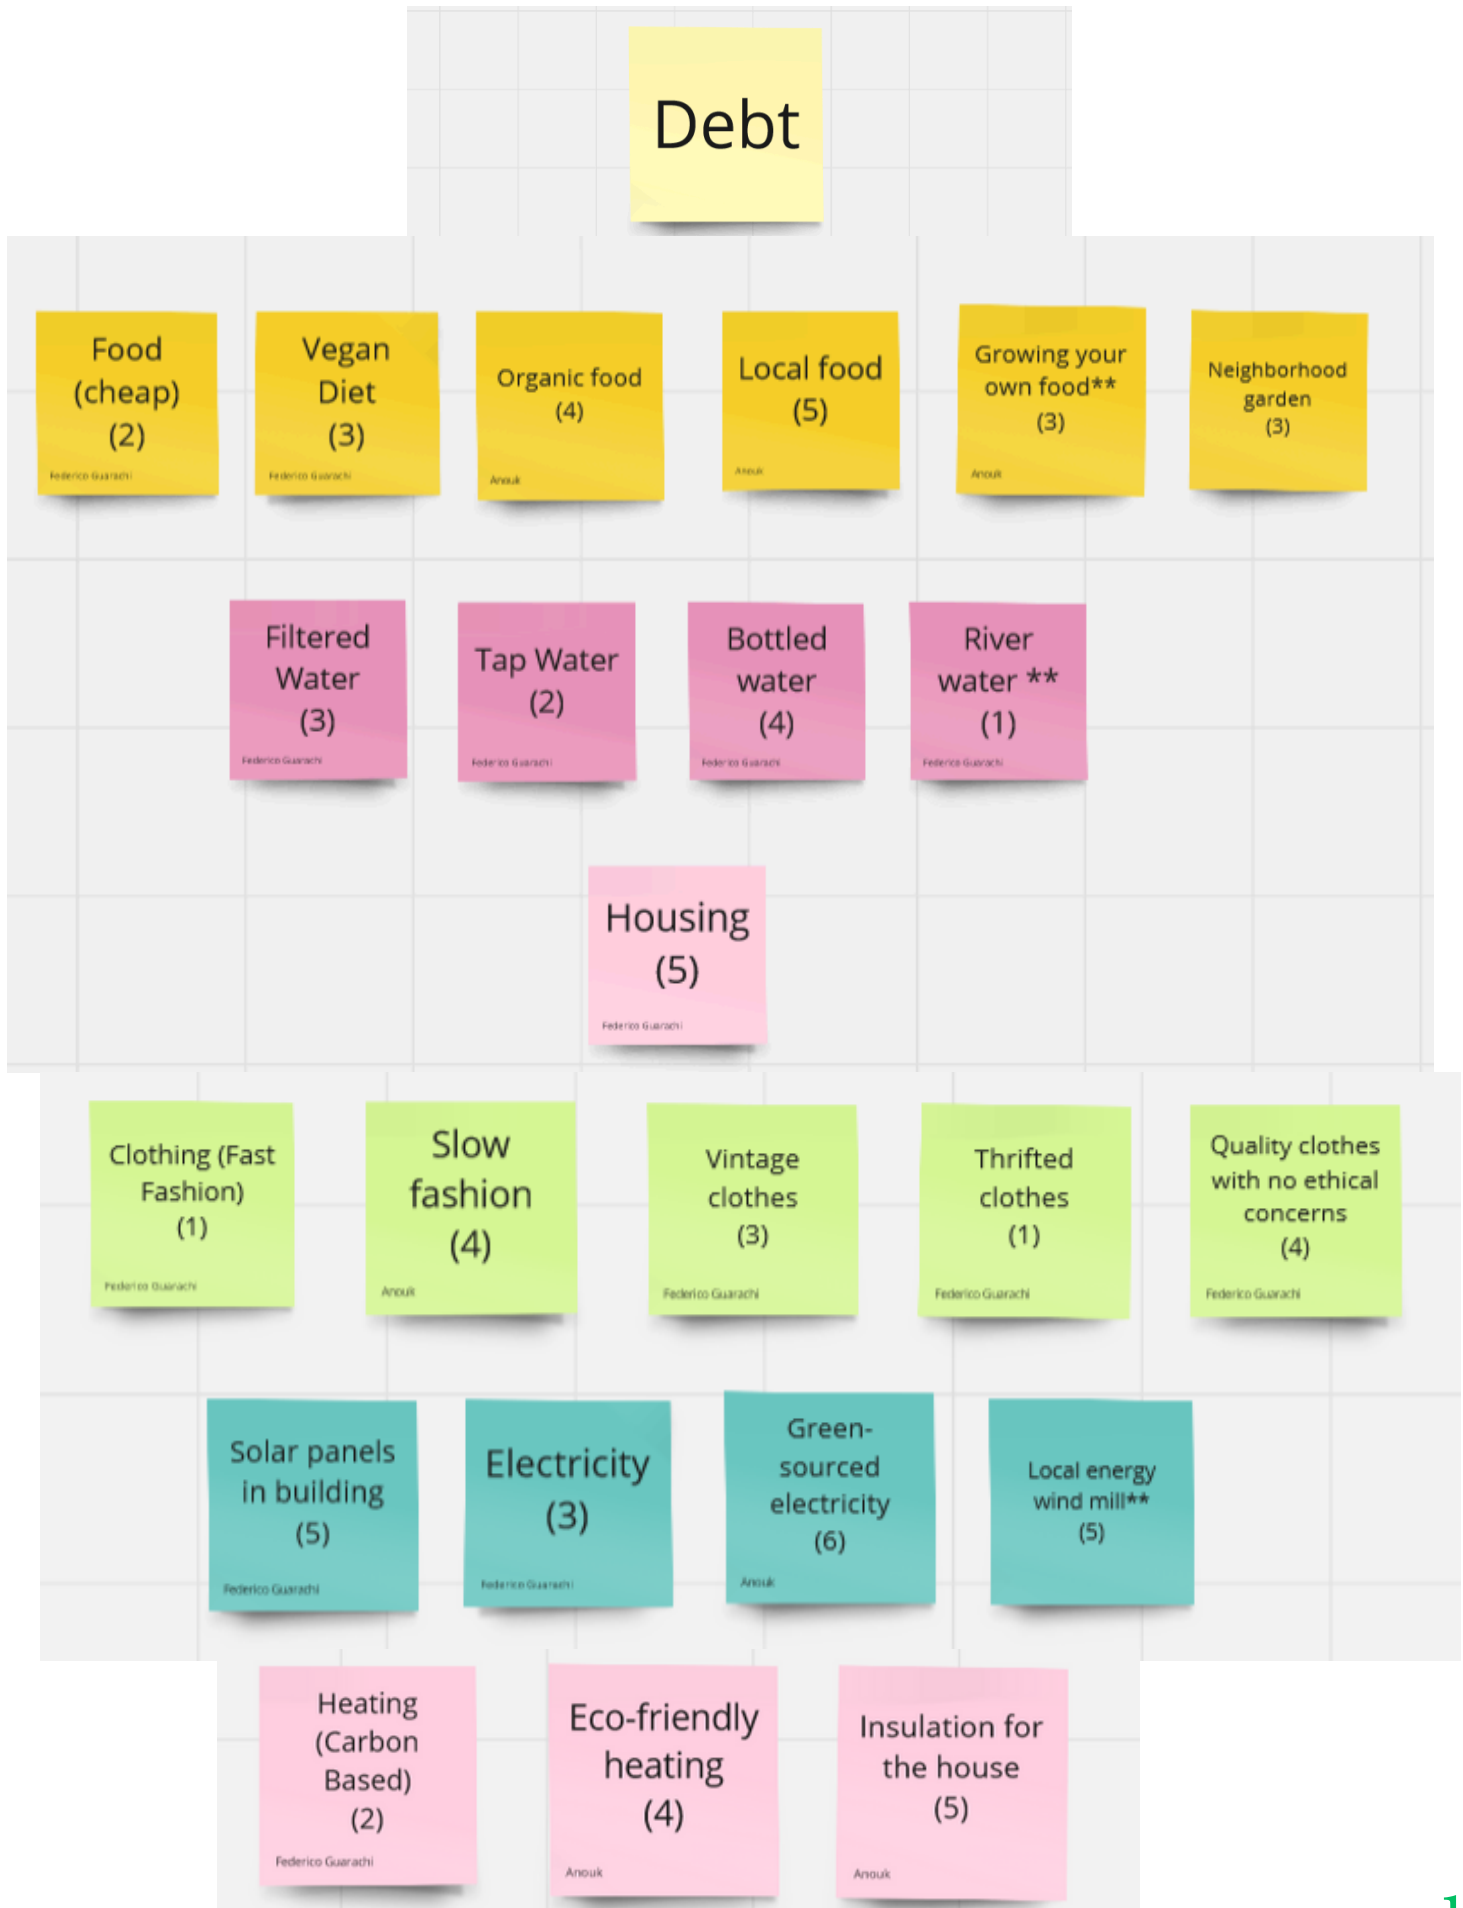 Debt
Food
(cheap)
(2)
Federico Guarachi
Vegan
Diet
(3)
Federico Guarachi
Organic food
(4)
Anouk
Local food
(5)
Anouk
Growing your
own food**
(3)
Anouk
Neighborhood
garden
(3)
Filtered
Water
(3)
Federico Guarachi
Tap Water
(2)
Federico Guarachi
Bottled
water
(4)
Federico Guarachi
River
water **
(1)
Federico Guarachi
Housing
(5)
Federico Guarachi
Clothing (Fast
Fashion)
(1)
Federico Guarachi
Slow
fashion
(4)
Anouk
Vintage
clothes
(3)
Federico Guarachi
Thrifted
clothes
(1)
Federico Guarachi
Quality clothes
with no ethical
concerns
(4)
Federico Guarachi
Solar panels
in building
(5)
Federico Guarachi
Electricity
(3)
Federico Guarachi
Green-
sourced
electricity
(6)
Anouk
Local energy
wind mill**
(5)
Heating
(Carbon
Based)
(2)
Federico Guarachi
Eco-friendly
heating
(4)
Anouk
Insulation for
the house
(5)
Anouk